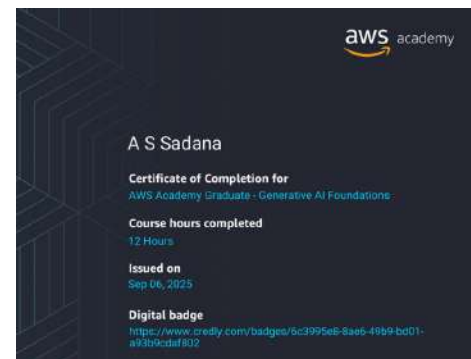 aws academy
A S Sadana
Certificate of Completion for
AWS Academy Graduate - Generative AI Foundations
Course hours completed
12 Hours
Issued on
Sep 06, 2025
Digital badge
https://www.credly.com/badges/6c3995e8-8ae6-49b9-bd01-
a93b9cdaf802